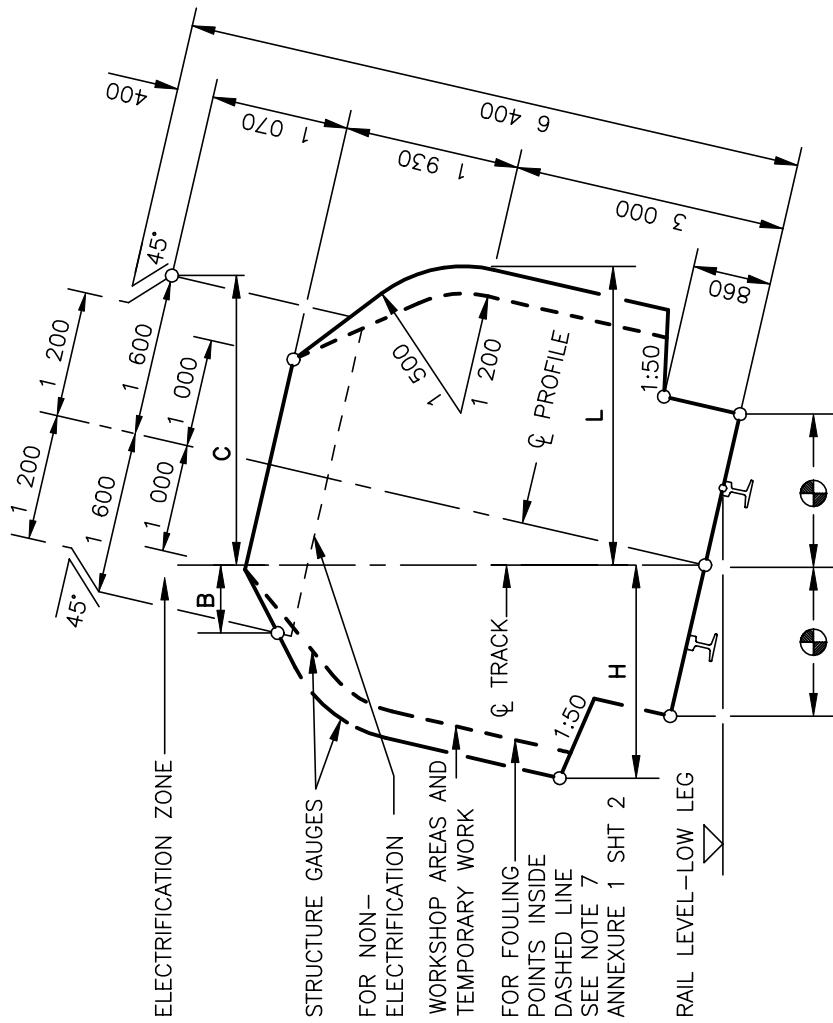 400
1 200
1 200
1 600
1 600
1 000
1 000
45°
45°
C
B
1 070
1 930
3 000
6 400
860
1 500
1 200
℄ PROFILE
L
℄ TRACK
H
1:50
1:50
ELECTRIFICATION ZONE
STRUCTURE GAUGES
FOR NON-
ELECTRIFICATION
WORKSHOP AREAS AND
TEMPORARY WORK
FOR FOULING
POINTS INSIDE
DASHED LINE
SEE NOTE 7
ANNEXURE 1 SHT 2
RAIL LEVEL-LOW LEG